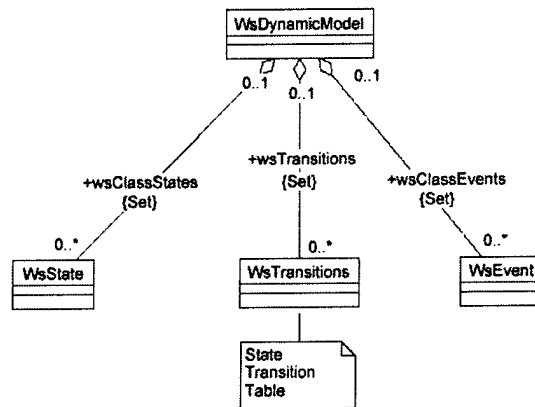 WsDynamicModel
0..1
0..1
0..1
+wsClassStates
{Set}
+wsTransitions
{Set}
+wsClassEvents
{Set}
0..*
0..*
0..*
WsState
WsTransitions
WsEvent
State
Transition
Table